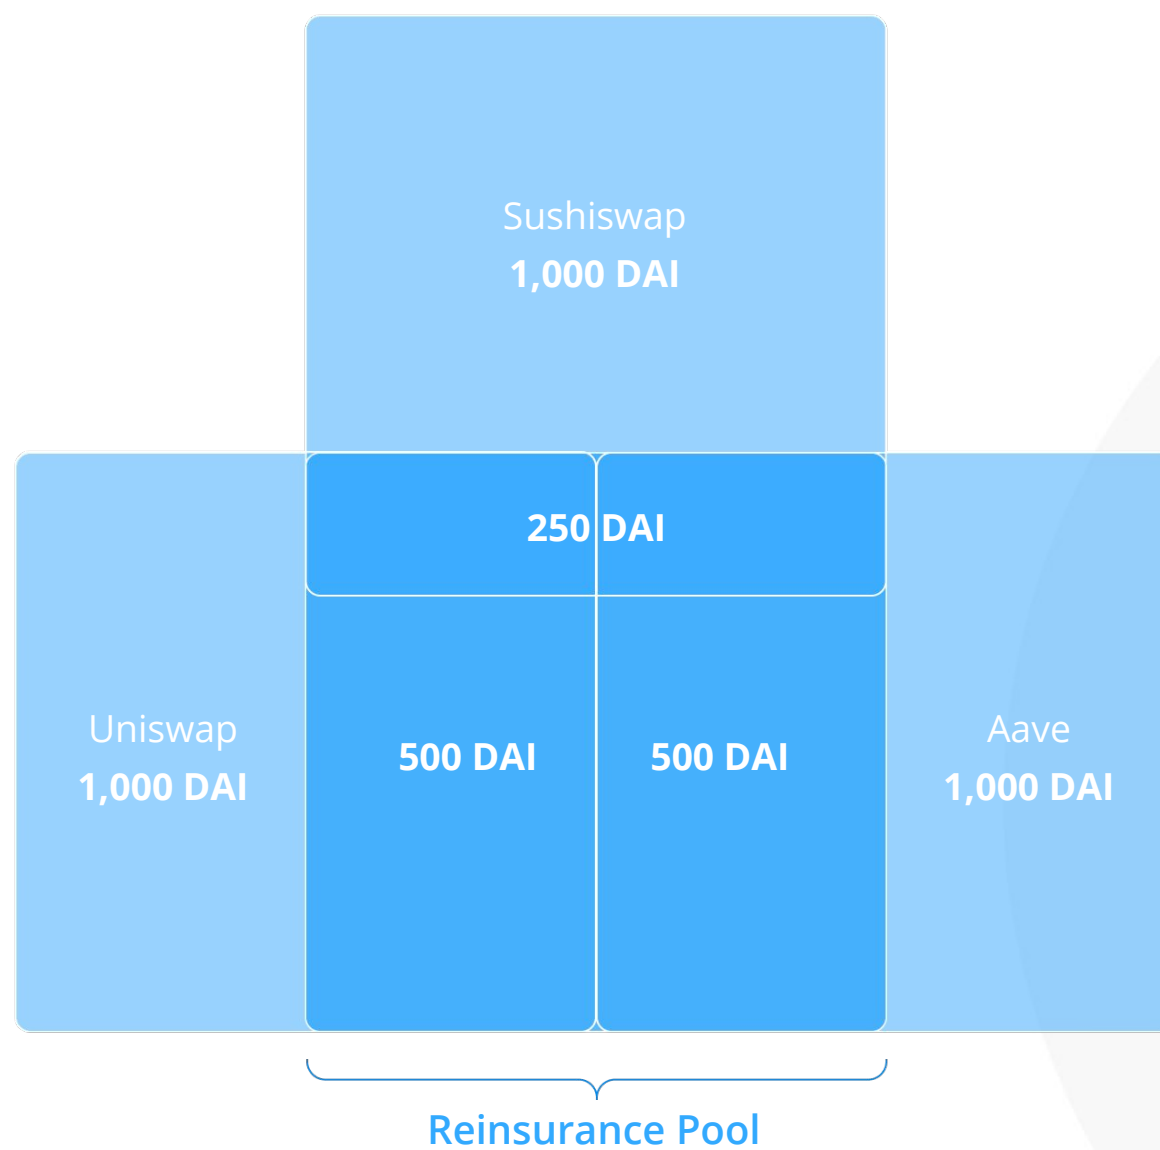 Sushiswap
1,000 DAI
250 DAI
Uniswap
1,000 DAI
500 DAI
500 DAI
Aave
1,000 DAI
Reinsurance Pool